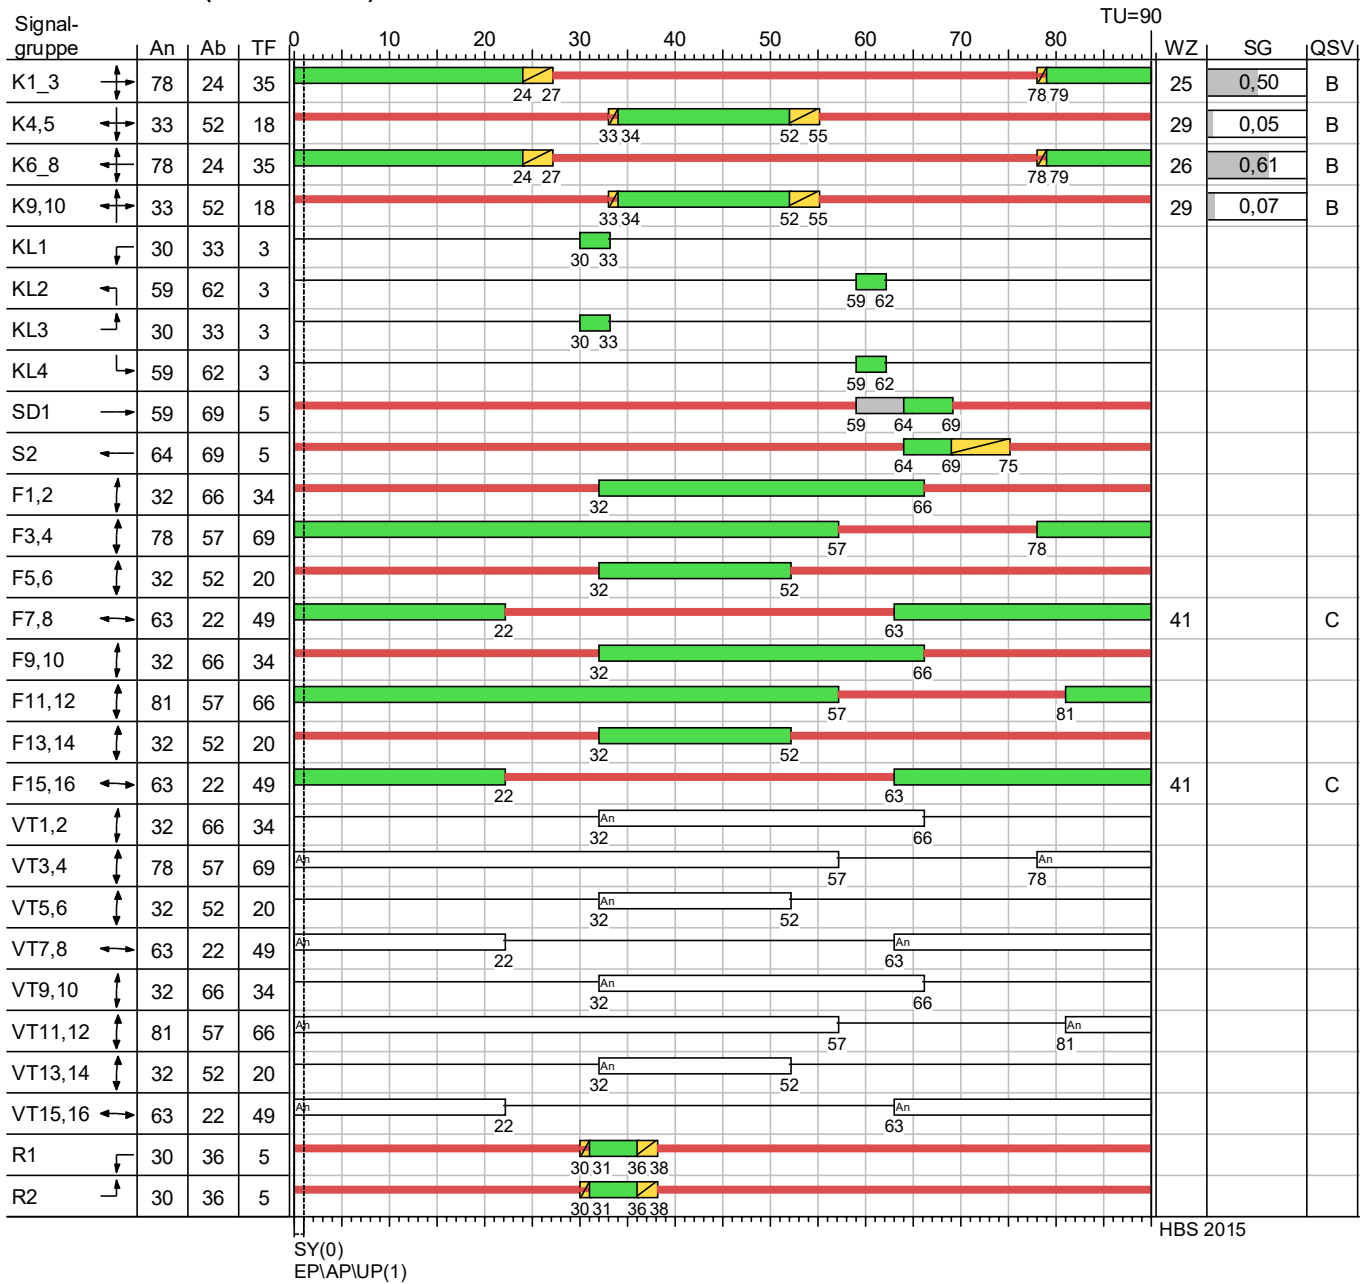 TU=90
Signal-
gruppe An Ab TF 0 10 20 30 40 50 60 70 80 WZ SG QSV
K1_3 78 24 35 25 0,50 B
24 27 78 79
K4,5 33 52 18 29 0,05 B
33 34 52 55
K6_8 78 24 35 26 0,61 B
24 27 78 79
K9,10 33 52 18 29 0,07 B
33 34 52 55
KL1 30 33 3
30 33
KL2 59 62 3
59 62
KL3 30 33 3
30 33
KL4 59 62 3
59 62
SD1 59 69 5
59 64 69
S2 64 69 5
64 69 75
F1,2 32 66 34
32 66
F3,4 78 57 69
57 78
F5,6 32 52 20
32 52
F7,8 63 22 49 41 C
22 63
F9,10 32 66 34
32 66
F11,12 81 57 66
57 81
F13,14 32 52 20
32 52
F15,16 63 22 49 41 C
22 63
VT1,2 32 66 34 An
32 66
VT3,4 78 57 69 An An
57 78
VT5,6 32 52 20 An
32 52
VT7,8 63 22 49 An An
22 63
VT9,10 32 66 34 An
32 66
VT11,12 81 57 66 An An
57 81
VT13,14 32 52 20 An
32 52
VT15,16 63 22 49 An An
22 63
R1 30 36 5
30 31 36 38
R2 30 36 5
30 31 36 38
HBS 2015
SY(0)
EP\AP\UP(1)